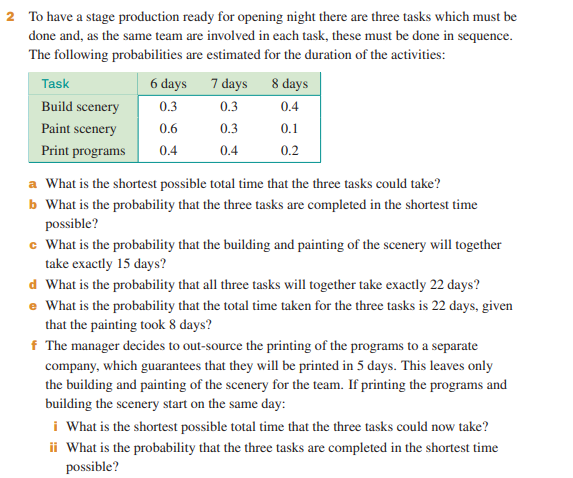 2 To have a stage production ready for opening night there are three tasks which must be
done and, as the same team are involved in each task, these must be done in sequence.
The following probabilities are estimated for the duration of the activities:
Task 6 days 7 days 8 days
Build scenery 0.3 0.3 0.4
Paint scenery 0.6 0.3 0.1
Print programs 0.4 0.4 0.2
a What is the shortest possible total time that the three tasks could take?
b What is the probability that the three tasks are completed in the shortest time
possible?
c What is the probability that the building and painting of the scenery will together
take exactly 15 days?
d What is the probability that all three tasks will together take exactly 22 days?
e What is the probability that the total time taken for the three tasks is 22 days, given
that the painting took 8 days?
f The manager decides to out-source the printing of the programs to a separate
company, which guarantees that they will be printed in 5 days. This leaves only
the building and painting of the scenery for the team. If printing the programs and
building the scenery start on the same day:
i What is the shortest possible total time that the three tasks could now take?
ii What is the probability that the three tasks are completed in the shortest time
possible?